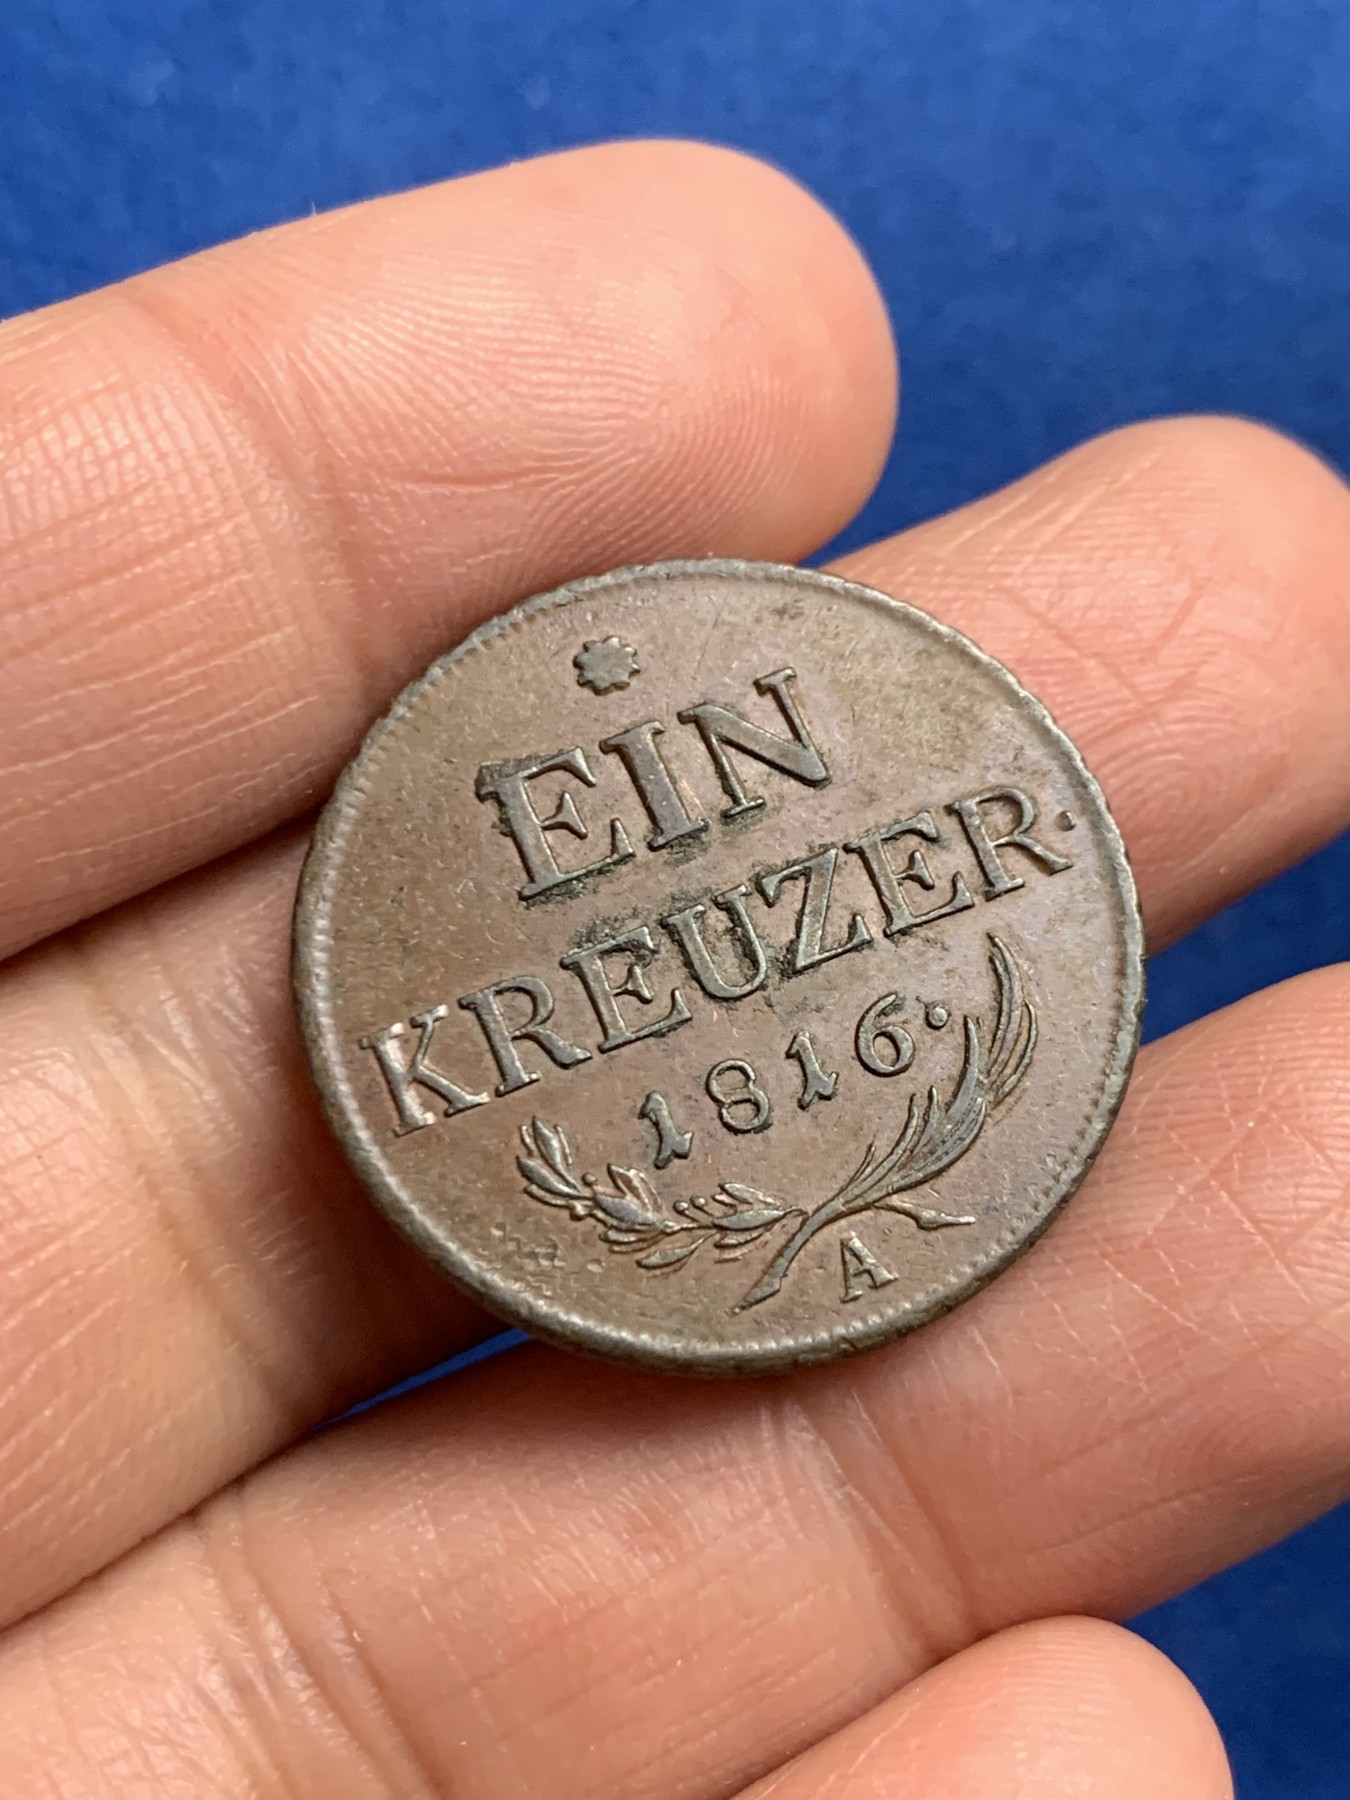 EIN
KREUZER.
1816.
A